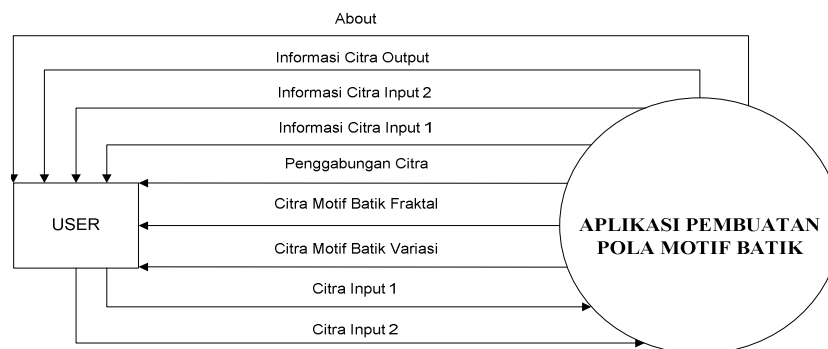 About
Informasi Citra Output
Informasi Citra Input 2
Informasi Citra Input 1
Penggabungan Citra
Citra Motif Batik Fraktal
USER
APLIKASI PEMBUATAN
POLA MOTIF BATIK
Citra Motif Batik Variasi
Citra Input 1
Citra Input 2